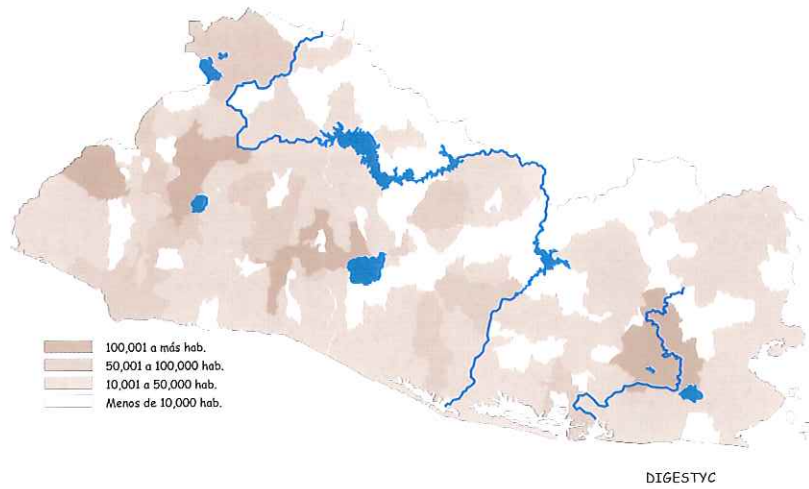 100,001 a más hab.
50,001 a 100,000 hab.
10,001 a 50,000 hab.
Menos de 10,000 hab.
DIGESTYC